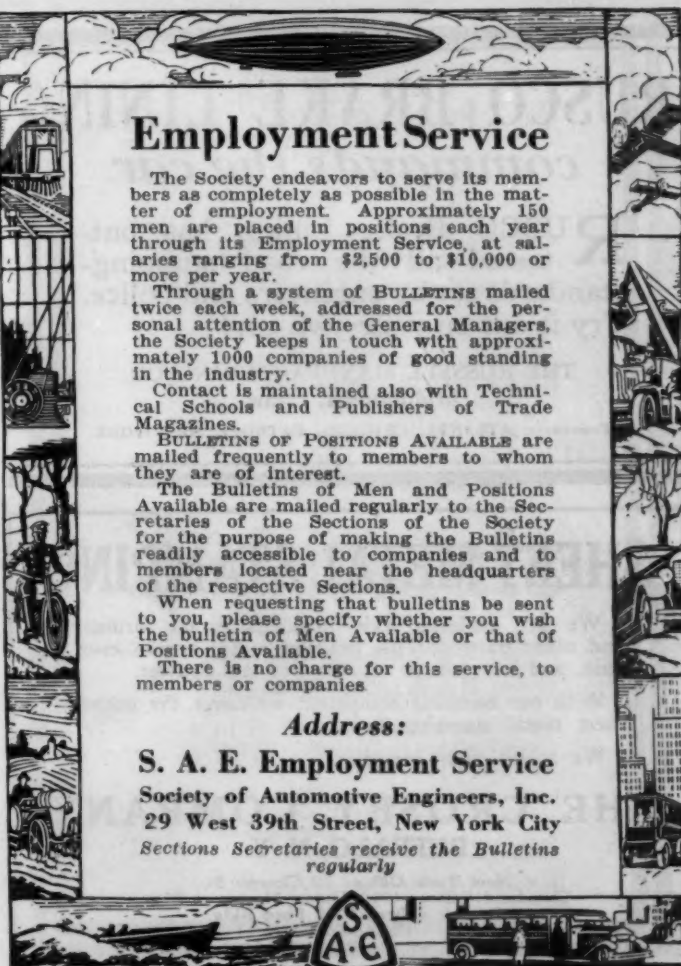 Employment Service
The Society endeavors to serve its mem-
bers as completely as possible in the mat-
ter of employment. Approximately 150
men are placed in positions each year
through its Employment Service, at sal-
aries ranging from $2,500 to $10,000 or
more per year.
Through a system of BULLETINS mailed
twice each week, addressed for the per-
sonal attention of the General Managers,
the Society keeps in touch with approxi-
mately 1000 companies of good standing
in the industry.
Contact is maintained also with Techni-
cal Schools and Publishers of Trade
Magazines.
BULLETINS OF POSITIONS AVAILABLE are
mailed frequently to members to whom
they are of interest.
The Bulletins of Men and Positions
Available are mailed regularly to the Sec-
retaries of the Sections of the Society
for the purpose of making the Bulletins
readily accessible to companies and to
members located near the headquarters
of the respective Sections.
When requesting that bulletins be sent
to you, please specify whether you wish
the bulletin of Men Available or that of
Positions Available.
There is no charge for this service, to
members or companies
Address:
S. A. E. Employment Service
Society of Automotive Engineers, Inc.
29 West 39th Street, New York City
Sections Secretaries receive the Bulletins
regularly
·S·
A·E